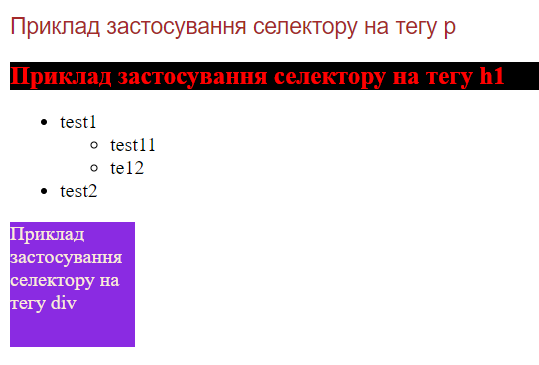 Приклад застосування селектору на тегу p
Приклад застосування селектору на тегу h1
test1
test11
te12
test2
Приклад
застосування
селектору на
тегу div